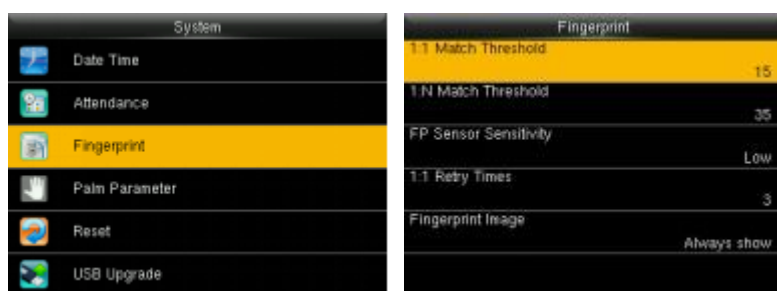 System
Date Time
Attendance
Fingerprint
Palm Parameter
Reset
USB Upgrade
Fingerprint
1:1 Match Threshold
15
1:N Match Threshold
35
FP Sensor Sensitivity
Low
1:1 Retry Times
3
Fingerprint Image
Always show